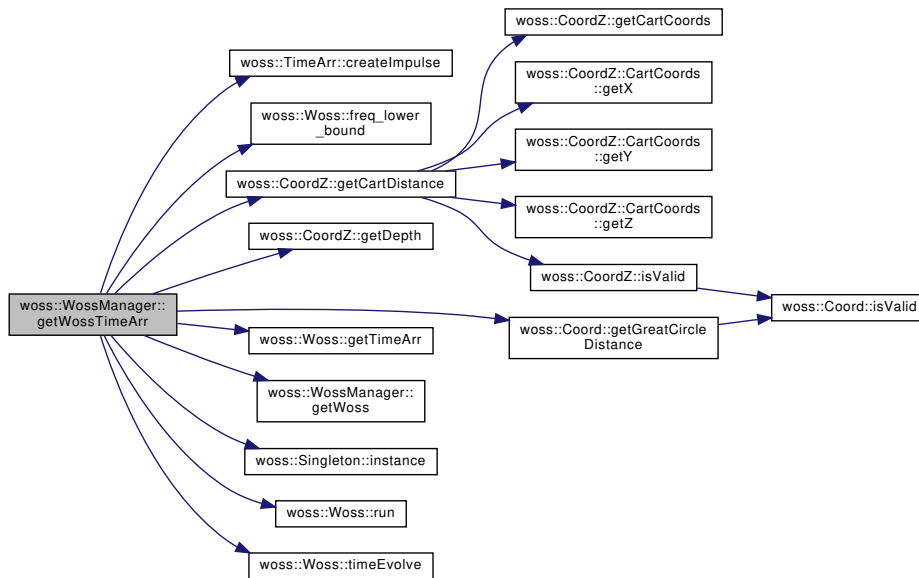 woss::WossManager::
getWossTimeArr
woss::TimeArr::createImpulse
woss::Woss::freq_lower
_bound
woss::CoordZ::getCartDistance
woss::CoordZ::getDepth
woss::Woss::getTimeArr
woss::WossManager::
getWoss
woss::Singleton::instance
woss::Woss::run
woss::Woss::timeEvolve
woss::CoordZ::getCartCoords
woss::CoordZ::CartCoords
::getX
woss::CoordZ::CartCoords
::getY
woss::CoordZ::CartCoords
::getZ
woss::CoordZ::isValid
woss::Coord::getGreatCircle
Distance
woss::Coord::isValid